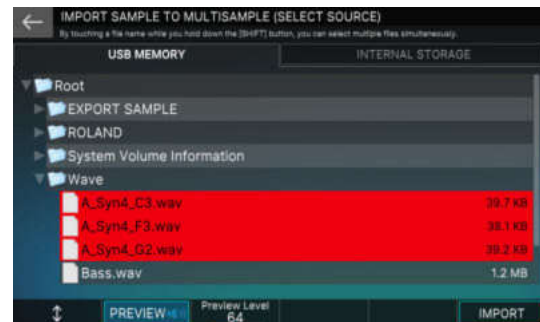 IMPORT SAMPLE TO MULTISAMPLE (SELECT SOURCE)
By touching a file name while you hold down the [SHIFT] button, you can select multiple files simultaneously.
USB MEMORY INTERNAL STORAGE
Root
EXPORT SAMPLE
ROLAND
System Volume Information
Wave
A_Syn4_C3.wav 39.7 KB
A_Syn4_F3.wav 38.1 KB
A_Syn4_G2.wav 39.2 KB
Bass.wav 1.2 MB
PREVIEW Preview Level 64 IMPORT